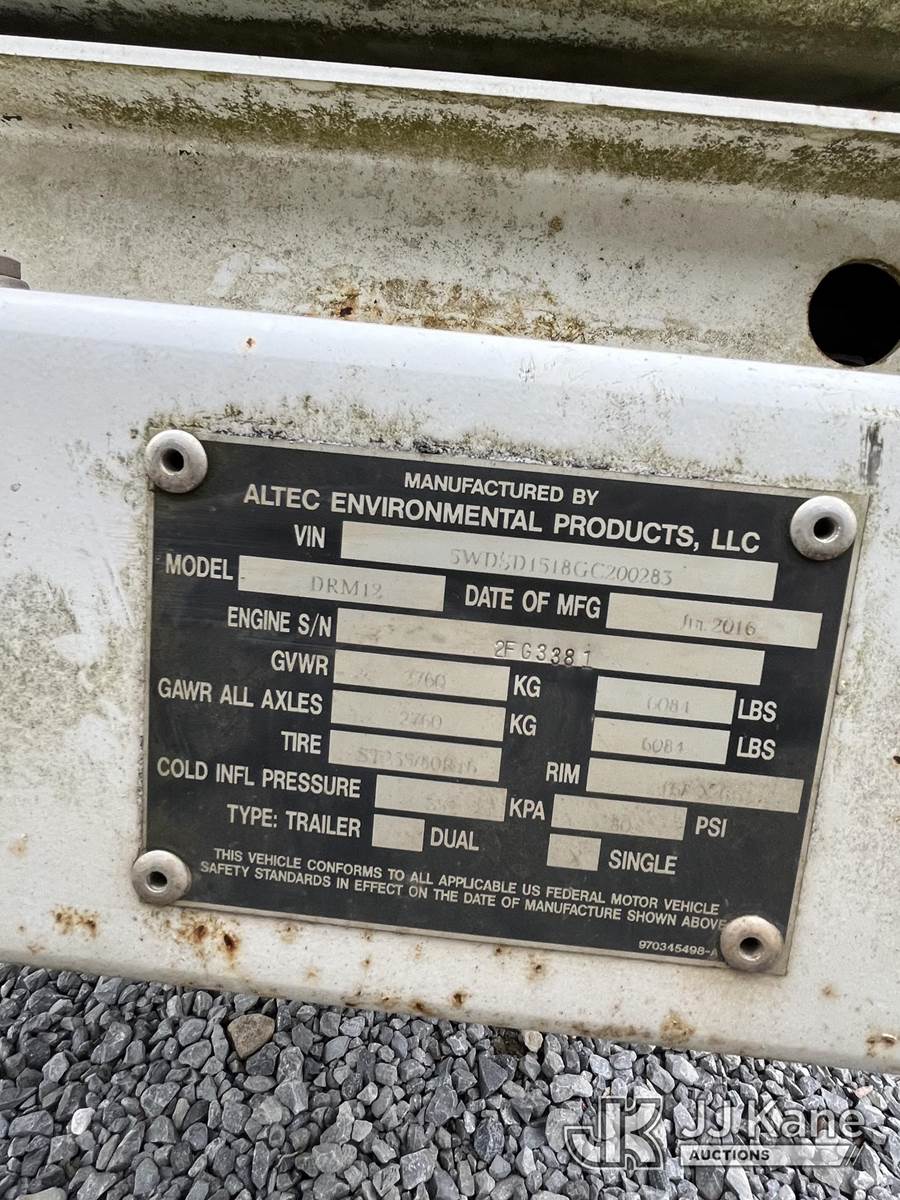 MANUFACTURED BY
ALTEC ENVIRONMENTAL PRODUCTS, LLC
VIN 5WDSD1518GC200283
MODEL DRM12 DATE OF MFG 2016
ENGINE S/N 2FG3381
GVWR 2760 KG 6084 LBS
GAWR ALL AXLES 2760 KG 6084 LBS
TIRE RIM
COLD INFL PRESSURE KPA 80 PSI
TYPE: TRAILER DUAL X SINGLE
THIS VEHICLE CONFORMS TO ALL APPLICABLE US FEDERAL MOTOR VEHICLE
SAFETY STANDARDS IN EFFECT ON THE DATE OF MANUFACTURE SHOWN ABOVE
970345498-A
JK JJ Kane
AUCTIONS